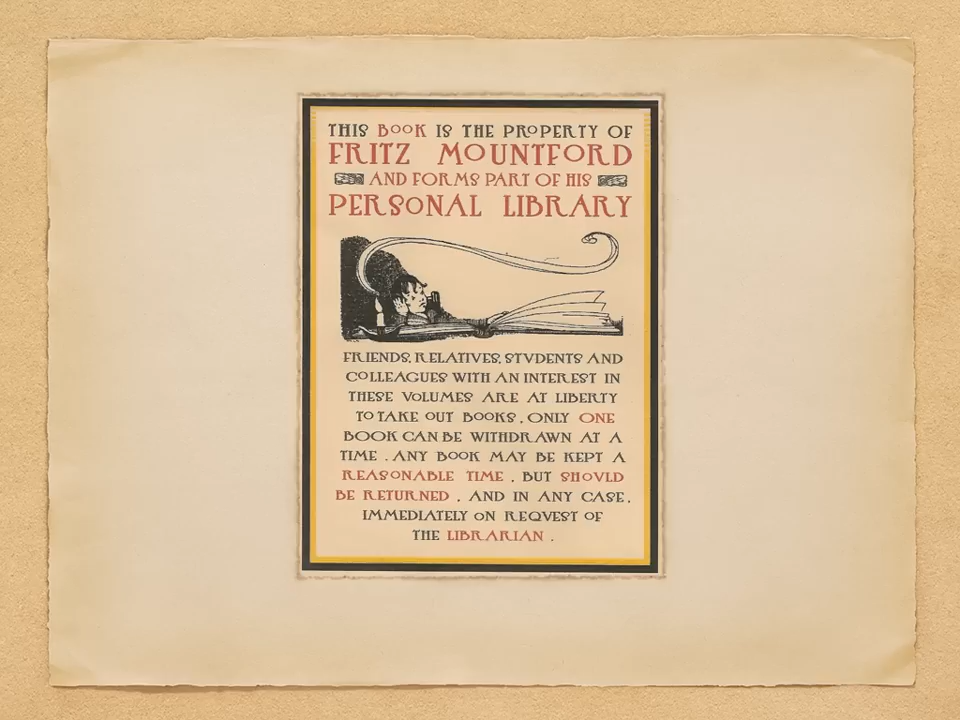 THIS BOOK IS THE PROPERTY OF
FRITZ MOUNTFORD
AND FORMS PART OF HIS
PERSONAL LIBRARY
FRIENDS, RELATIVES, STVDENTS AND
COLLEAGUES WITH AN INTEREST IN
THESE VOLUMES ARE AT LIBERTY
TO TAKE OUT BOOKS, ONLY ONE
BOOK CAN BE WITHDRAWN AT A
TIME. ANY BOOK MAY BE KEPT A
REASONABLE TIME, BUT SHOVLD
BE RETURNED, AND IN ANY CASE,
IMMEDIATELY ON REQVEST OF
THE LIBRARIAN.